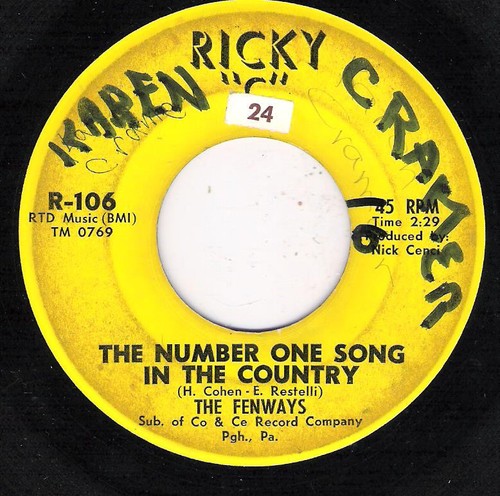 RICKY
"C"
KAREN
CRAMER
24
R-106
RTD Music (BMI)
TM 0769
45 RPM
Time 2:29
Produced by:
Nick Cenci
THE NUMBER ONE SONG
IN THE COUNTRY
(H. Cohen - E. Restelli)
THE FENWAYS
Sub. of Co & Ce Record Company
Pgh., Pa.